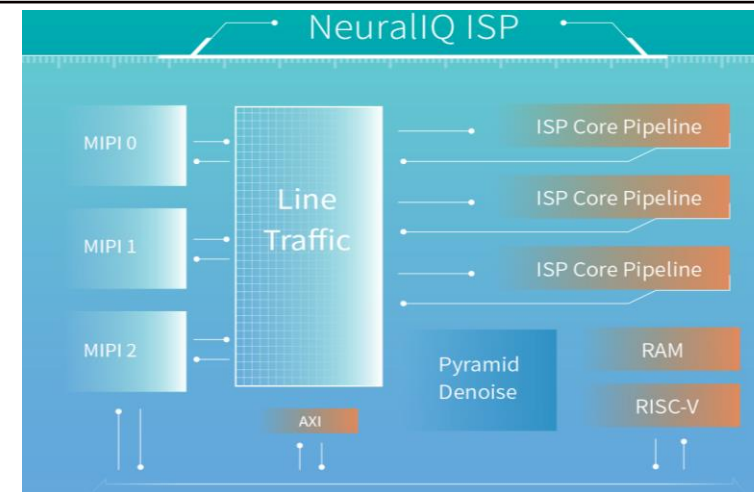 NeuralIQ ISP
MIPI 0
MIPI 1
MIPI 2
Line
Traffic
ISP Core Pipeline
ISP Core Pipeline
ISP Core Pipeline
Pyramid
Denoise
RAM
RISC-V
AXI